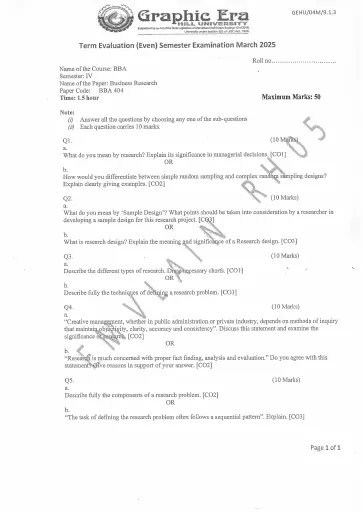 GEHU/04M/9.1.3
Graphic Era
HILL UNIVERSITY
Term Evaluation (Even) Semester Examination March 2025
Roll no..............................
Name of the Course: BBA
Semester: IV
Name of the Paper: Business Research
Paper Code: BBA 404
Time: 1.5 hour Maximum Marks: 50
Note:
(i) Answer all the questions by choosing any one of the sub-questions
(ii) Each question carries 10 marks.
Q1. (10 Marks)
a.
What do you mean by research? Explain its significance in managerial decisions. [CO1]
OR
b.
How would you differentiate between simple random sampling and complex random sampling designs?
Explain clearly giving examples. [CO2]
Q2 (10 Marks)
a.
What do you mean by 'Sample Design'? What points should be taken into consideration by a researcher in
developing a sample design for this research project. [CO3]
OR
b.
What is research design? Explain the meaning and significance of a Research design. [CO3]
Q3. (10 Marks)
a.
Describe the different types of research. Draw necessary charts. [CO1]
OR
b.
Describe fully the techniques of defining a research problem. [CO3]
Q4. (10 Marks)
a.
"Creative management, whether in public administration or private industry, depends on methods of inquiry
that maintain objectivity, clarity, accuracy and consistency". Discuss this statement and examine the
significance of research. [CO2]
OR
b.
"Research is much concerned with proper fact finding, analysis and evaluation." Do you agree with this
statement? Give reasons in support of your answer. [CO2]
Q5. (10 Marks)
a.
Describe fully the components of a research problem. [CO2]
OR
b.
"The task of defining the research problem often follows a sequential pattern". Explain. [CO3]
Page 1 of 1